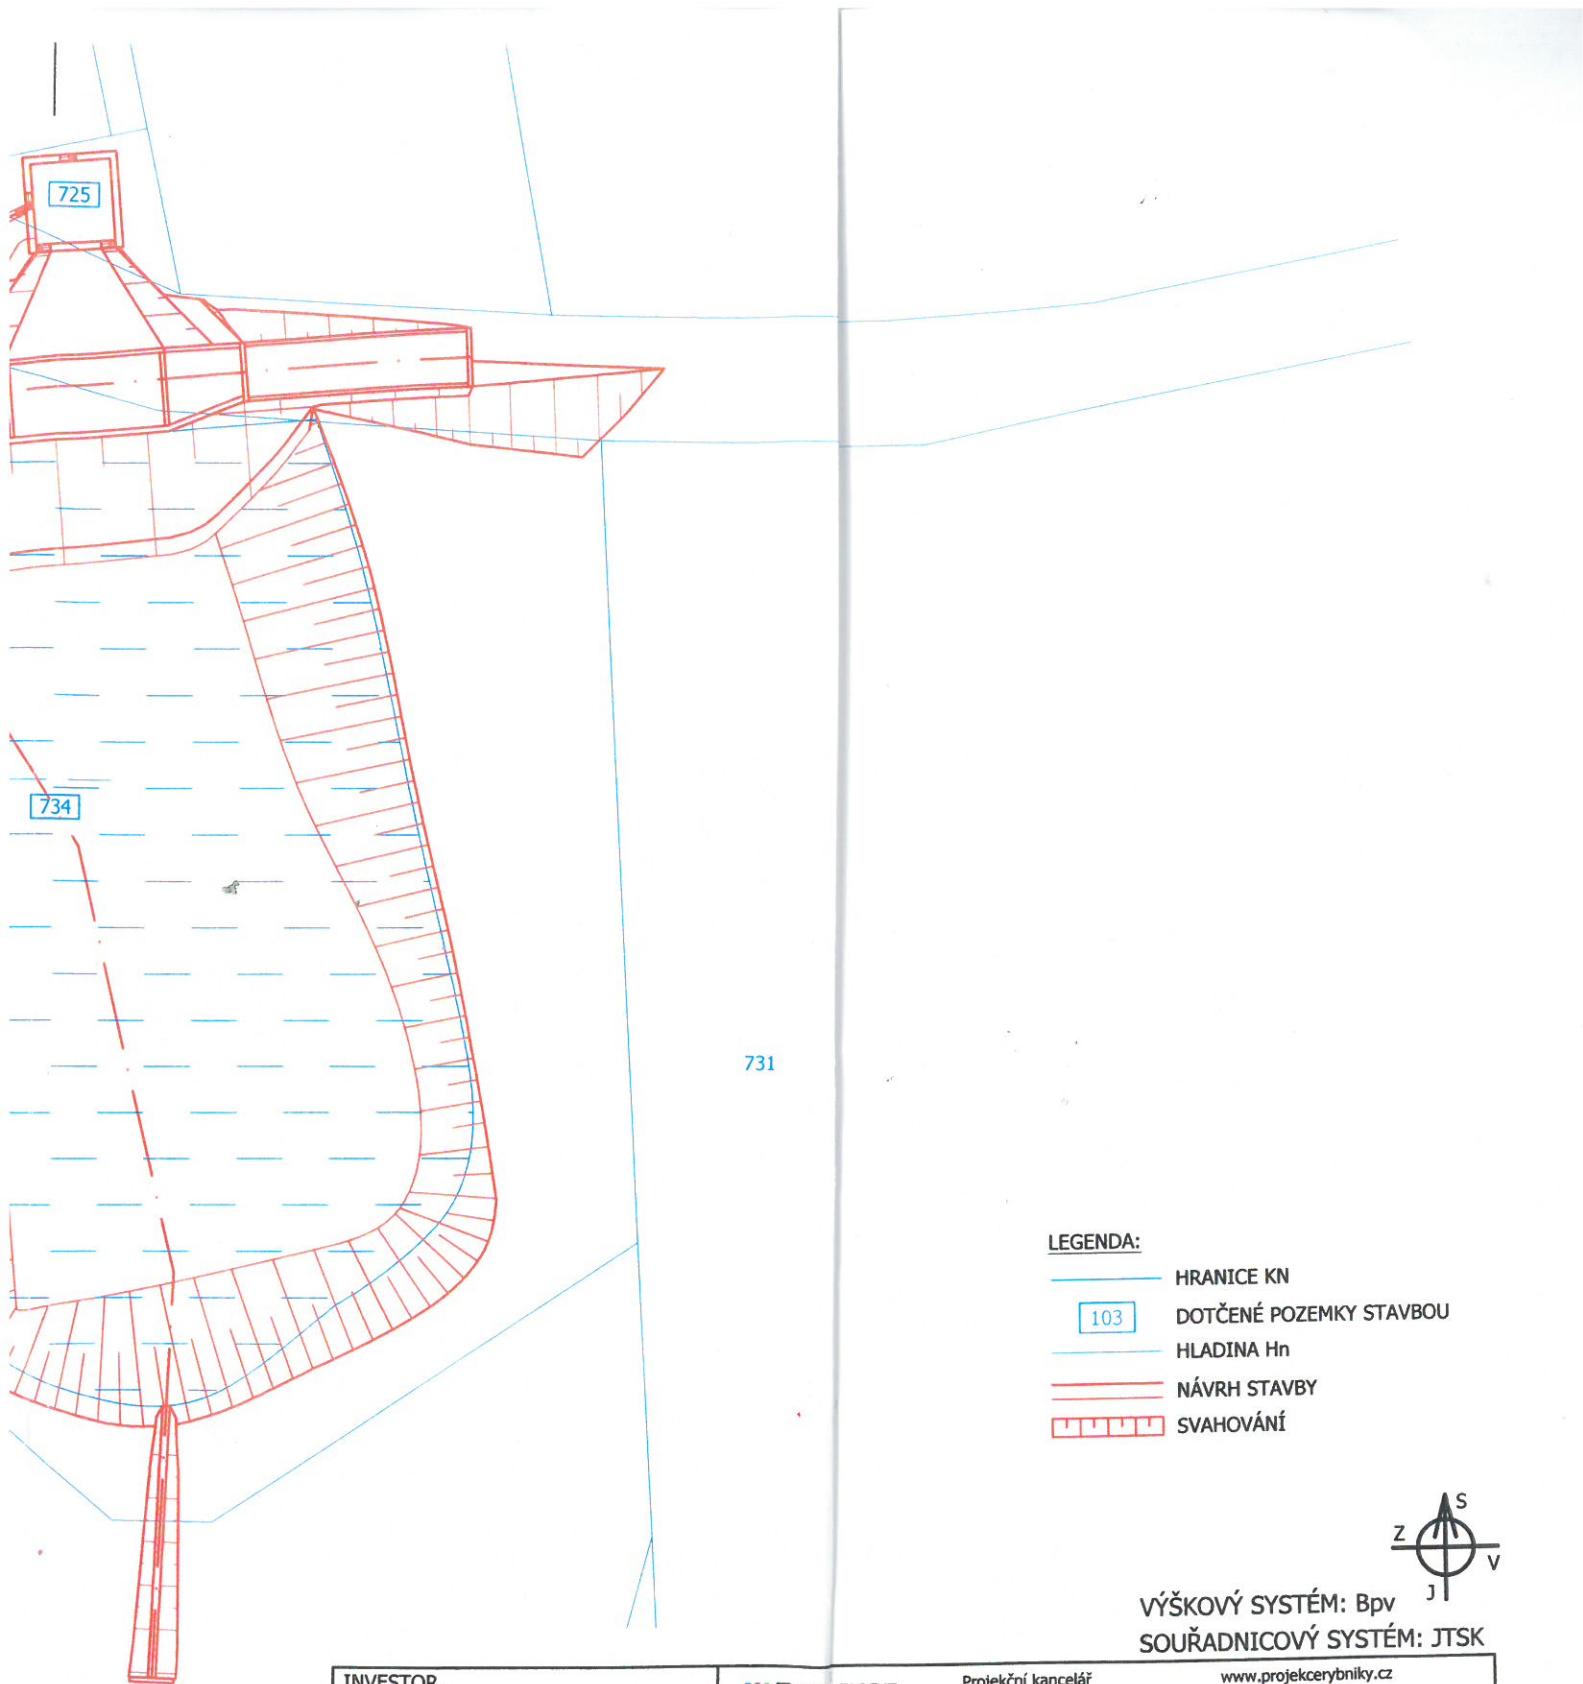 725
734
731
LEGENDA:
HRANICE KN
103 DOTČENÉ POZEMKY STAVBOU
HLADINA Hn
NÁVRH STAVBY
SVAHOVÁNÍ
S
Z
V
J
VÝŠKOVÝ SYSTÉM: Bpv
SOUŘADNICOVÝ SYSTÉM: JTSK
INVESTOR
Projekční kancelář
www.projekcerybniky.cz